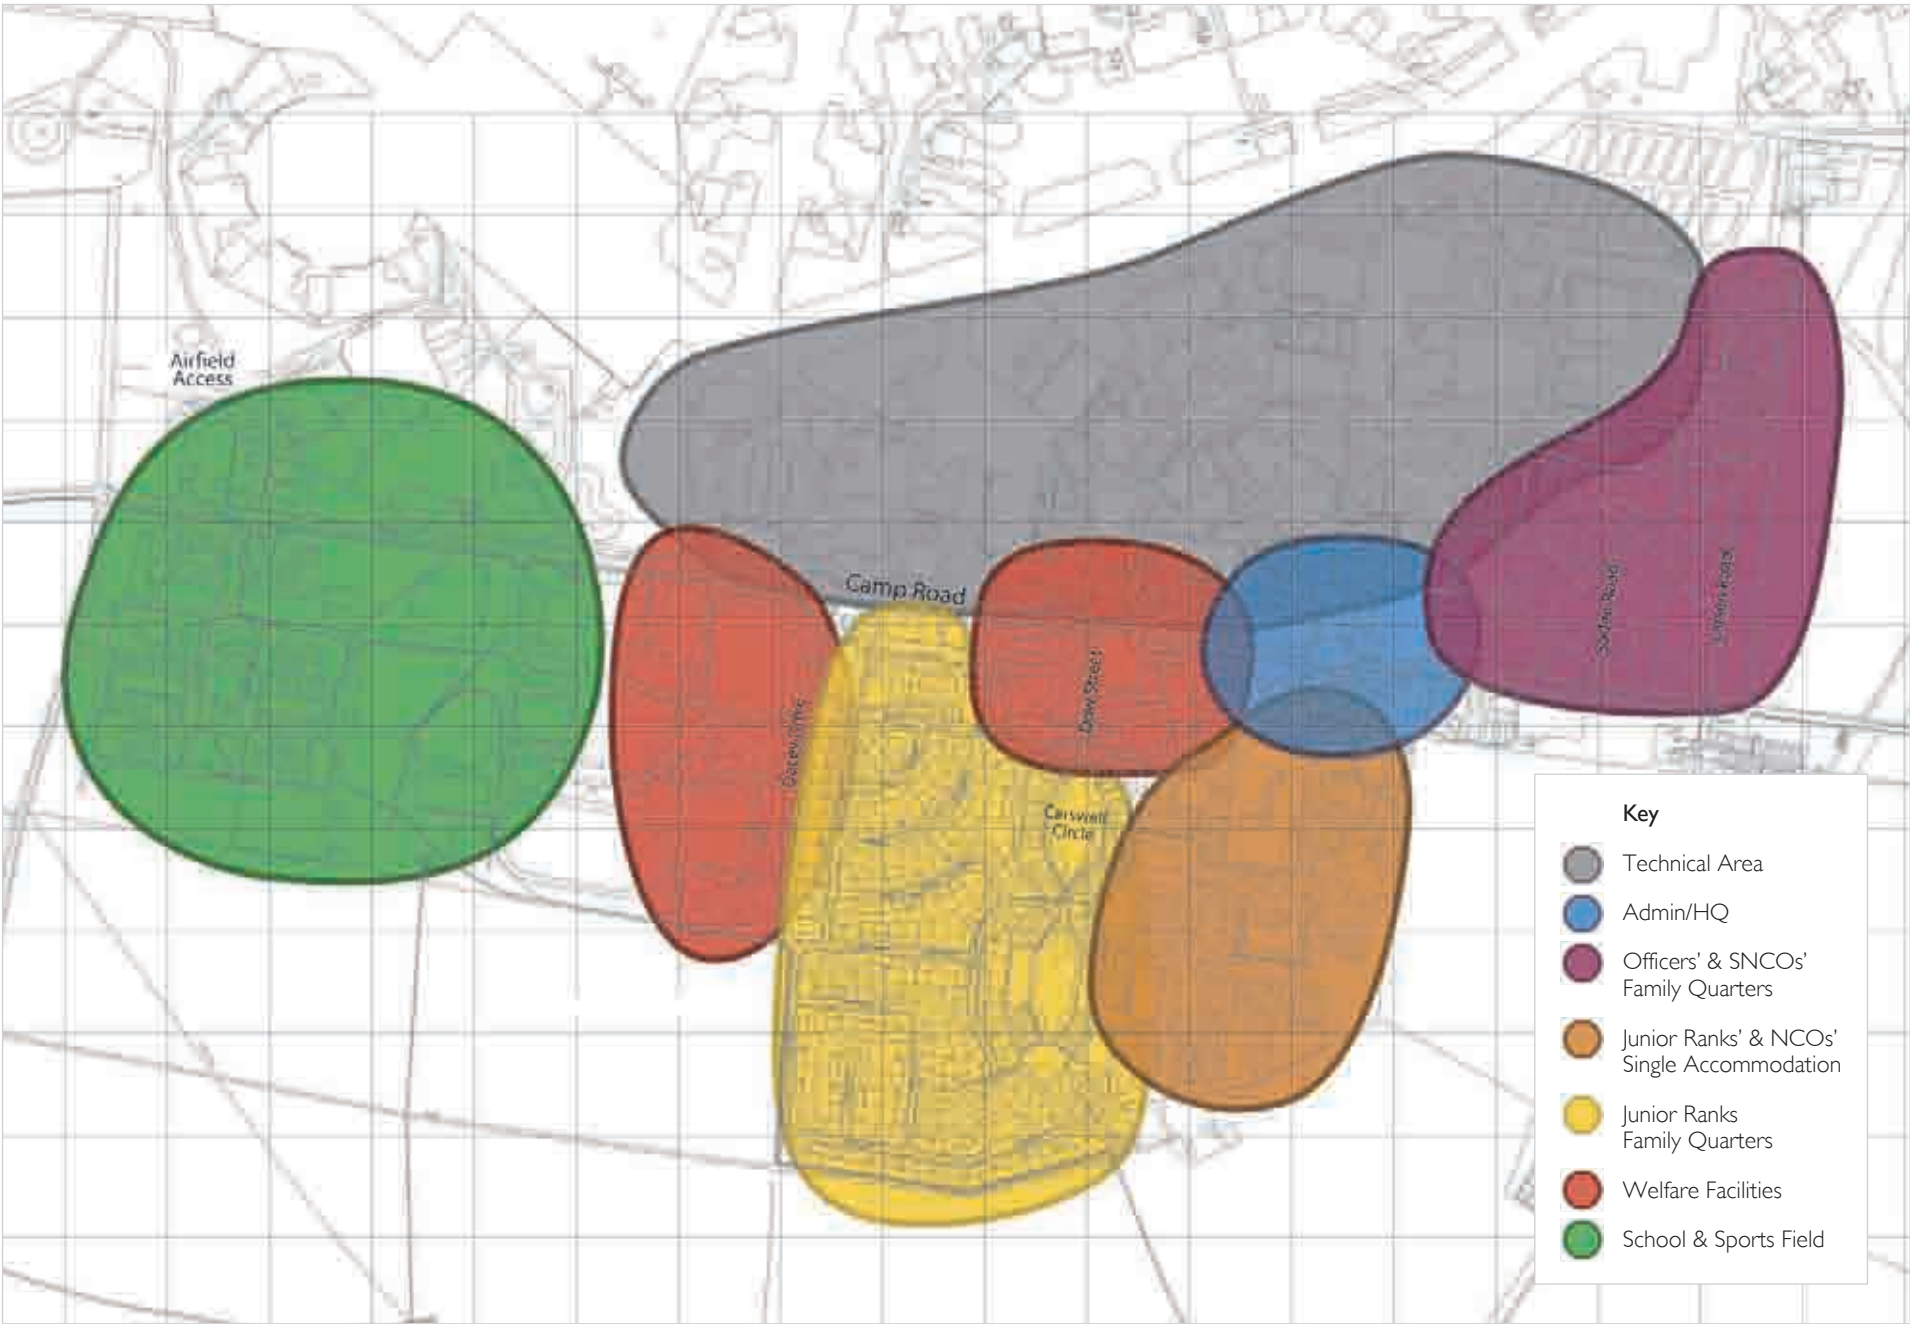 Airfield
Access
Camp Road
Dow Street
Carswell
Circle
Key
Technical Area
Admin/HQ
Officers' & SNCOs'
Family Quarters
Junior Ranks' & NCOs'
Single Accommodation
Junior Ranks
Family Quarters
Welfare Facilities
School & Sports Field